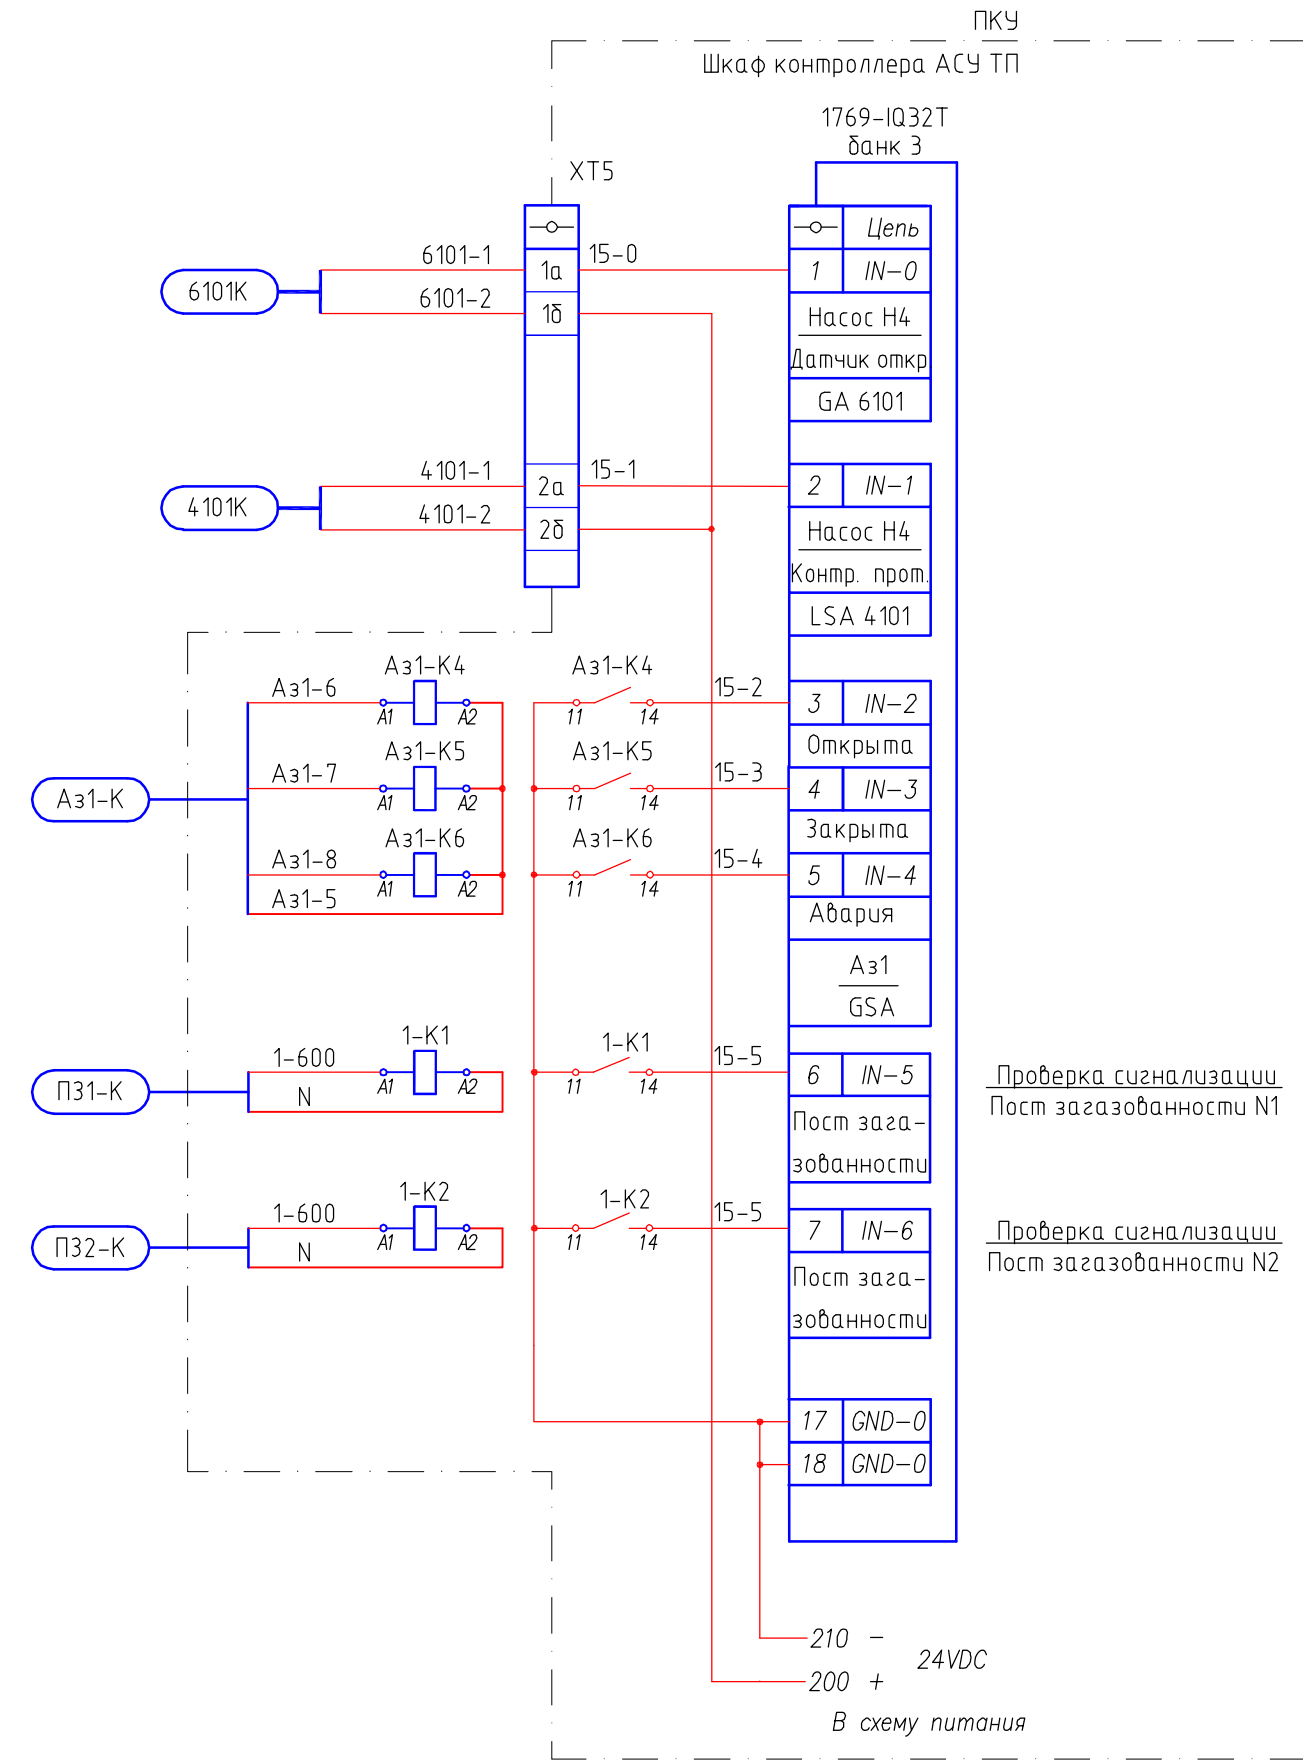 ПКУ
Шкаф контроллера АСУ ТП
1769-IQ32T
банк 3
XT5
Цепь
6101-1
1а
15-0
1
IN-0
6101К
6101-2
1б
Насос Н4
Датчик откр.
GA 6101
4101-1
2а
15-1
2
IN-1
4101К
4101-2
2б
Насос Н4
Контр. прот.
LSA 4101
Аз1-К4
Аз1-К4
Аз1-6
A1
A2
11
14
15-2
3
IN-2
Открыта
Аз1-К5
Аз1-К5
Аз1-7
A1
A2
11
14
15-3
4
IN-3
Аз1-К
Закрыта
Аз1-К6
Аз1-К6
Аз1-8
A1
A2
11
14
15-4
5
IN-4
Аз1-5
Авария
Аз1
GSA
1-К1
1-К1
1-600
A1
A2
11
14
15-5
6
IN-5
Проверка сигнализации
ПЗ1-К
N
Пост загазованности N1
Пост зага-
зованности
1-К2
1-К2
1-600
A1
A2
11
14
15-5
7
IN-6
Проверка сигнализации
ПЗ2-К
N
Пост загазованности N2
Пост зага-
зованности
17
GND-0
18
GND-0
210 -
24VDC
200 +
В схему питания